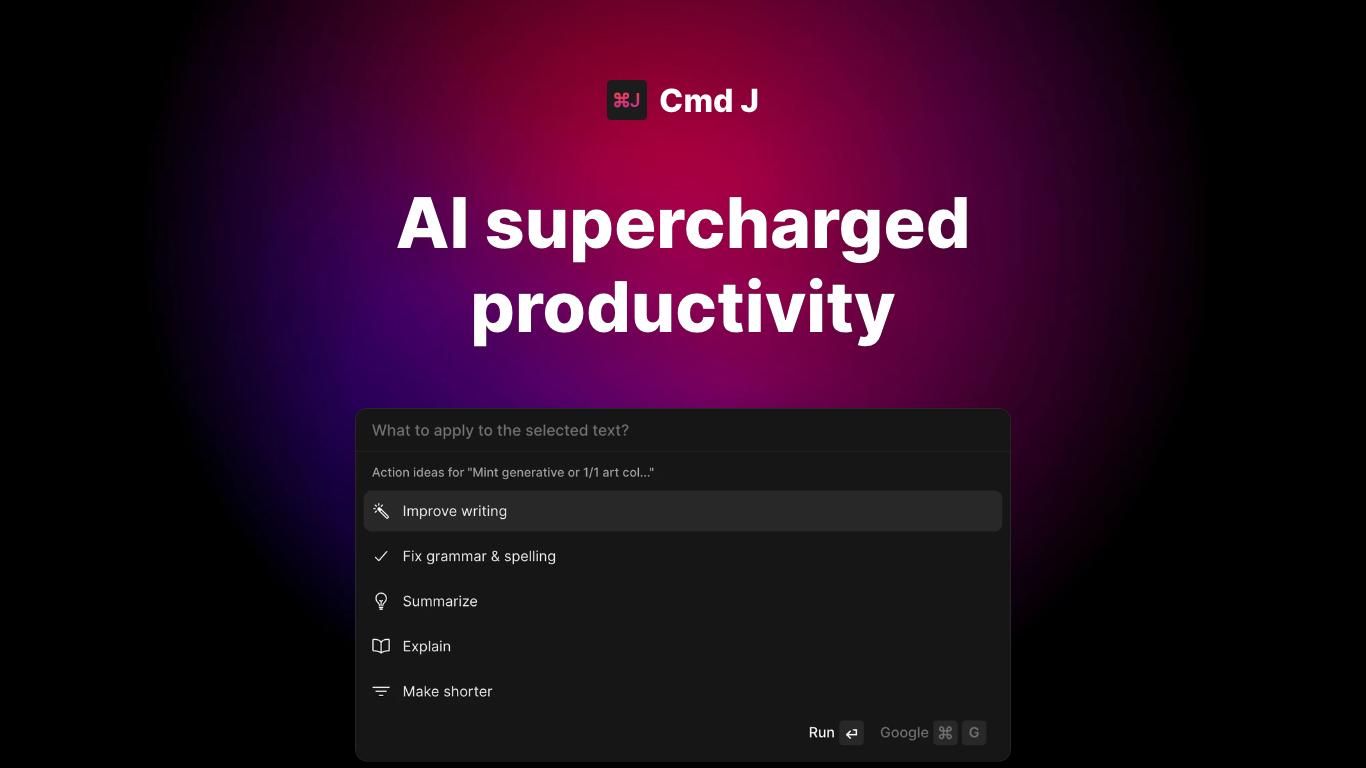 ⌘J Cmd J
AI supercharged
productivity
What to apply to the selected text?
Action ideas for "Mint generative or 1/1 art col..."
Improve writing
Fix grammar & spelling
Summarize
Explain
Make shorter
Run ↵ Google ⌘ G